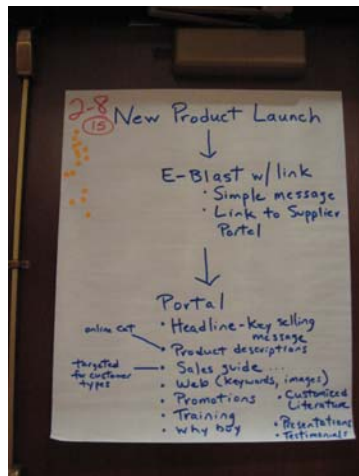 2-8
15
New Product Launch
E-Blast w/link
• Simple message
• Link to Supplier
Portal
Portal
• Headline - Key selling
message
online cat
• Product descriptions
targeted
for customer
types
• Sales guide ...
• Web (keywords, images)
• Promotions
• Training
• Why buy
• Customized
Literature
• Presentations
• Testimonials